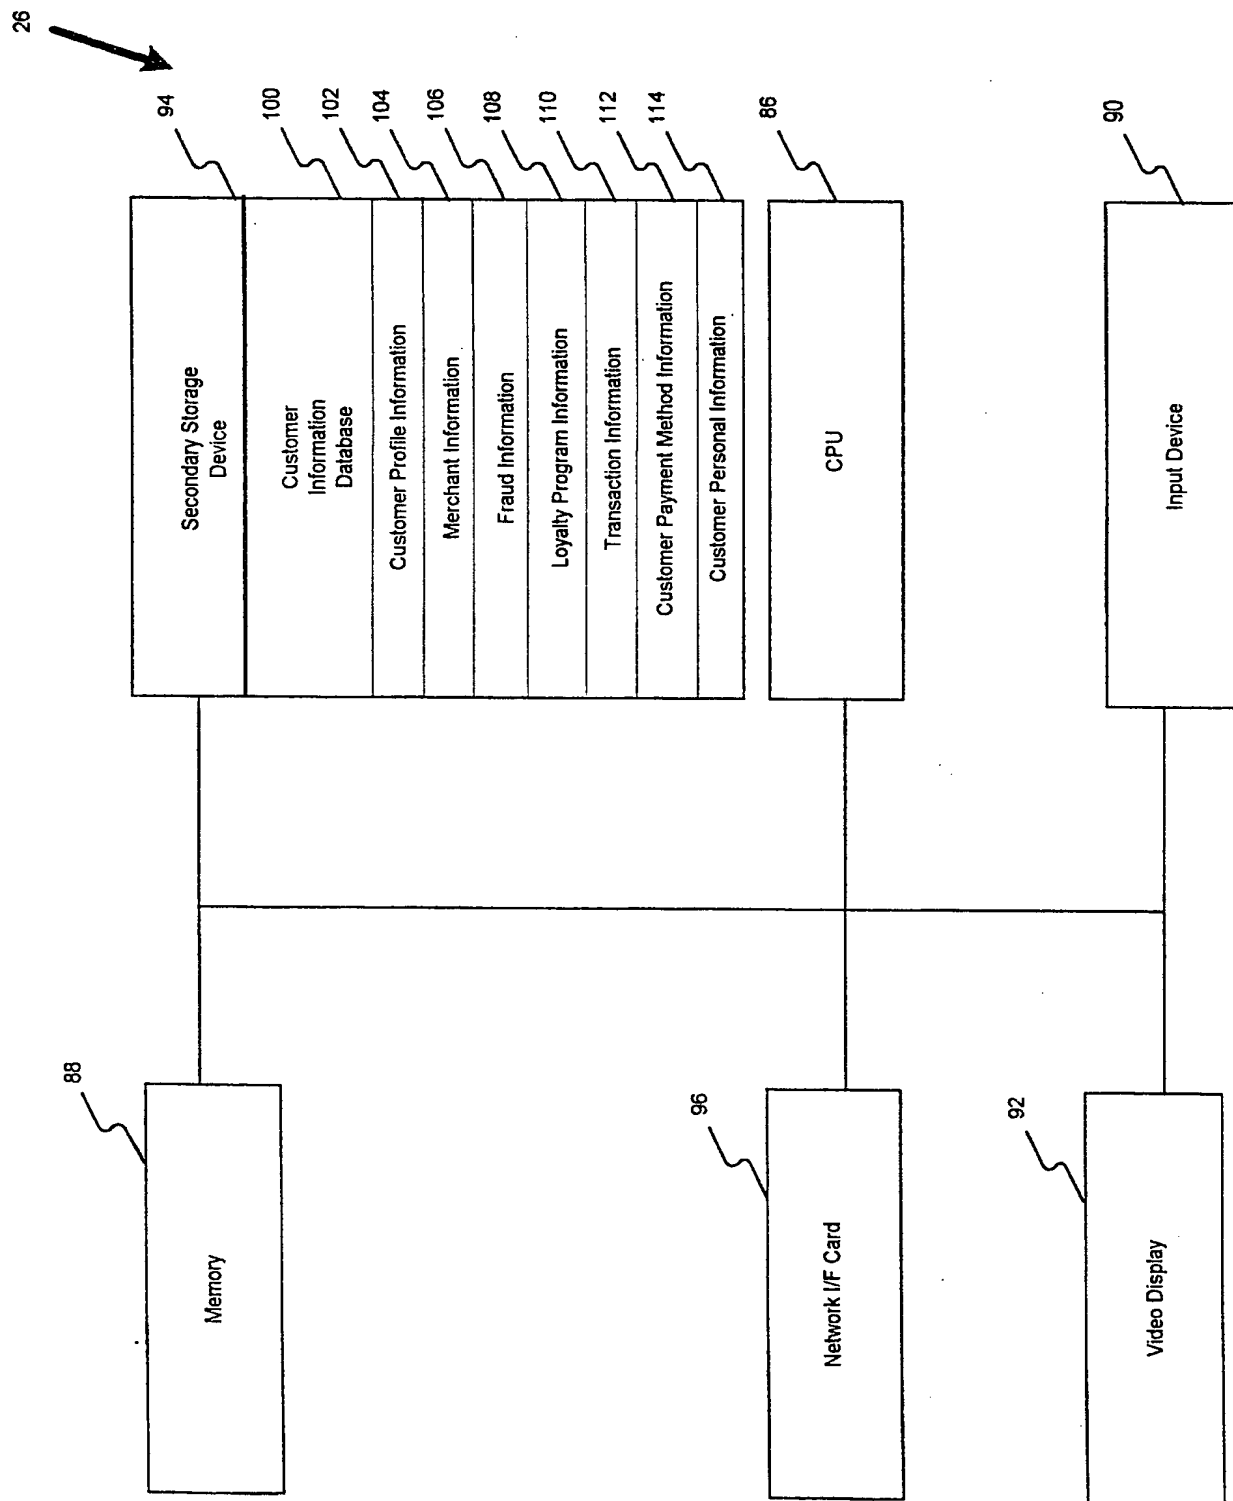 26
94
Secondary Storage
Device
100
Customer
Information
Database
102
Customer Profile Information
104
Merchant Information
106
Fraud Information
108
Loyalty Program Information
110
Transaction Information
112
Customer Payment Method Information
114
Customer Personal Information
86
CPU
90
Input Device
88
Memory
96
Network I/F Card
92
Video Display